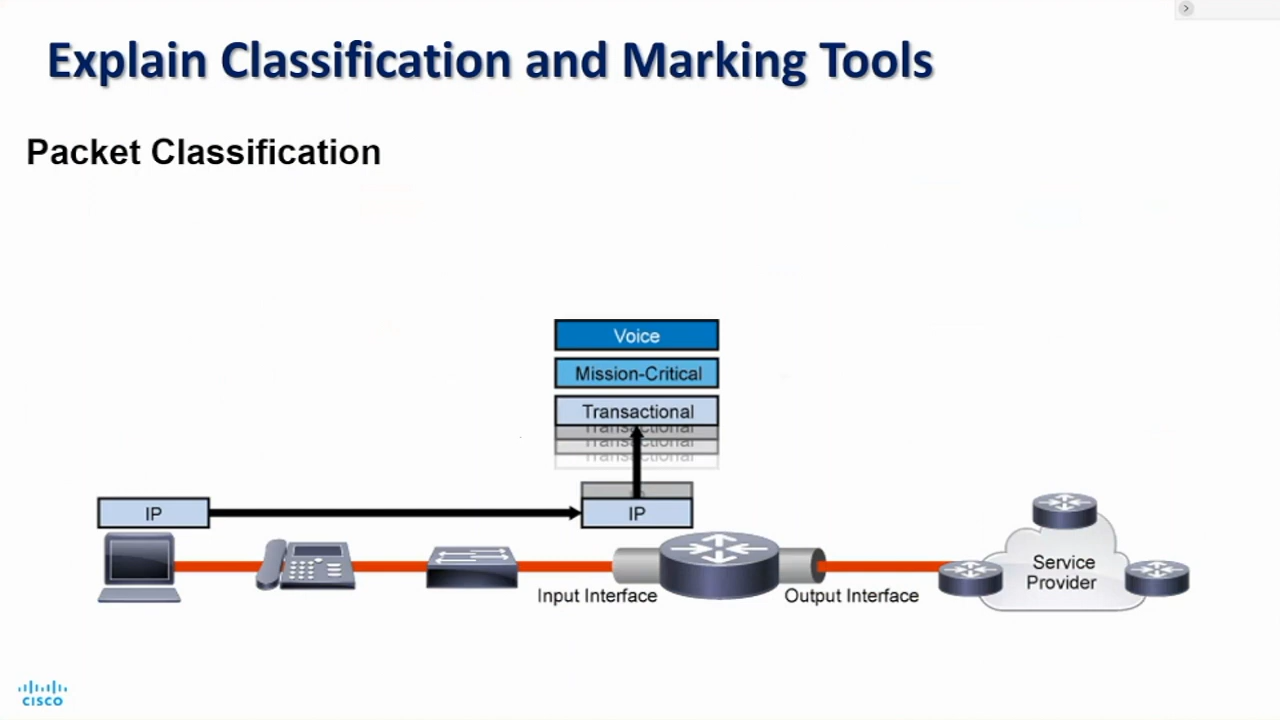 Explain Classification and Marking Tools
Packet Classification
Voice
Mission-Critical
Transactional
Transactional
Transactional
Transactional
IP
IP
Service
Provider
Input Interface
Output Interface
CISCO